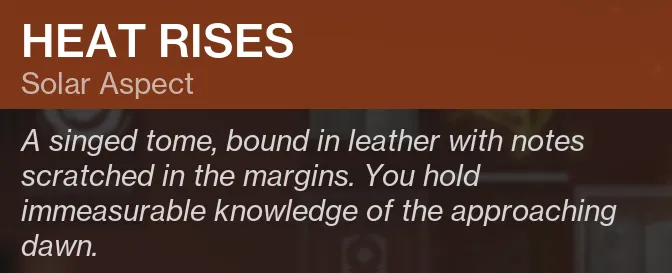 HEAT RISES
Solar Aspect
A singed tome, bound in leather with notes
scratched in the margins. You hold
immeasurable knowledge of the approaching
dawn.